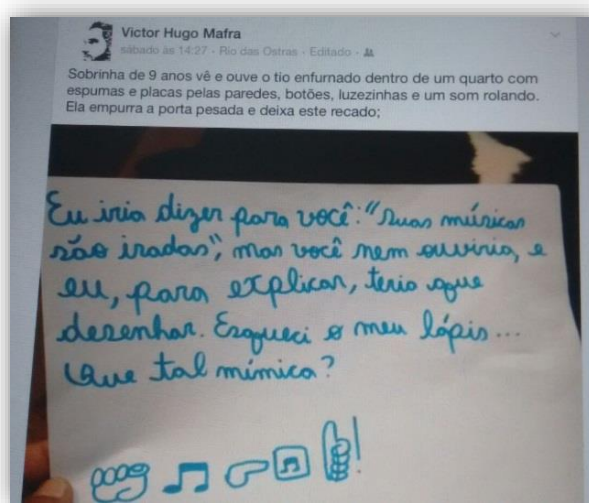 Victor Hugo Mafra
sábado às 14:27 · Rio das Ostras · Editado ·
Sobrinha de 9 anos vê e ouve o tio enfurnado dentro de um quarto com
espumas e placas pelas paredes, botões, luzezinhas e um som rolando.
Ela empurra a porta pesada e deixa este recado;
Eu iria dizer para você: "suas músicas
são iradas", mas você nem ouviria, e
eu, para explicar, teria que
desenhar. Esqueci o meu lápis...
Que tal mímica?
!